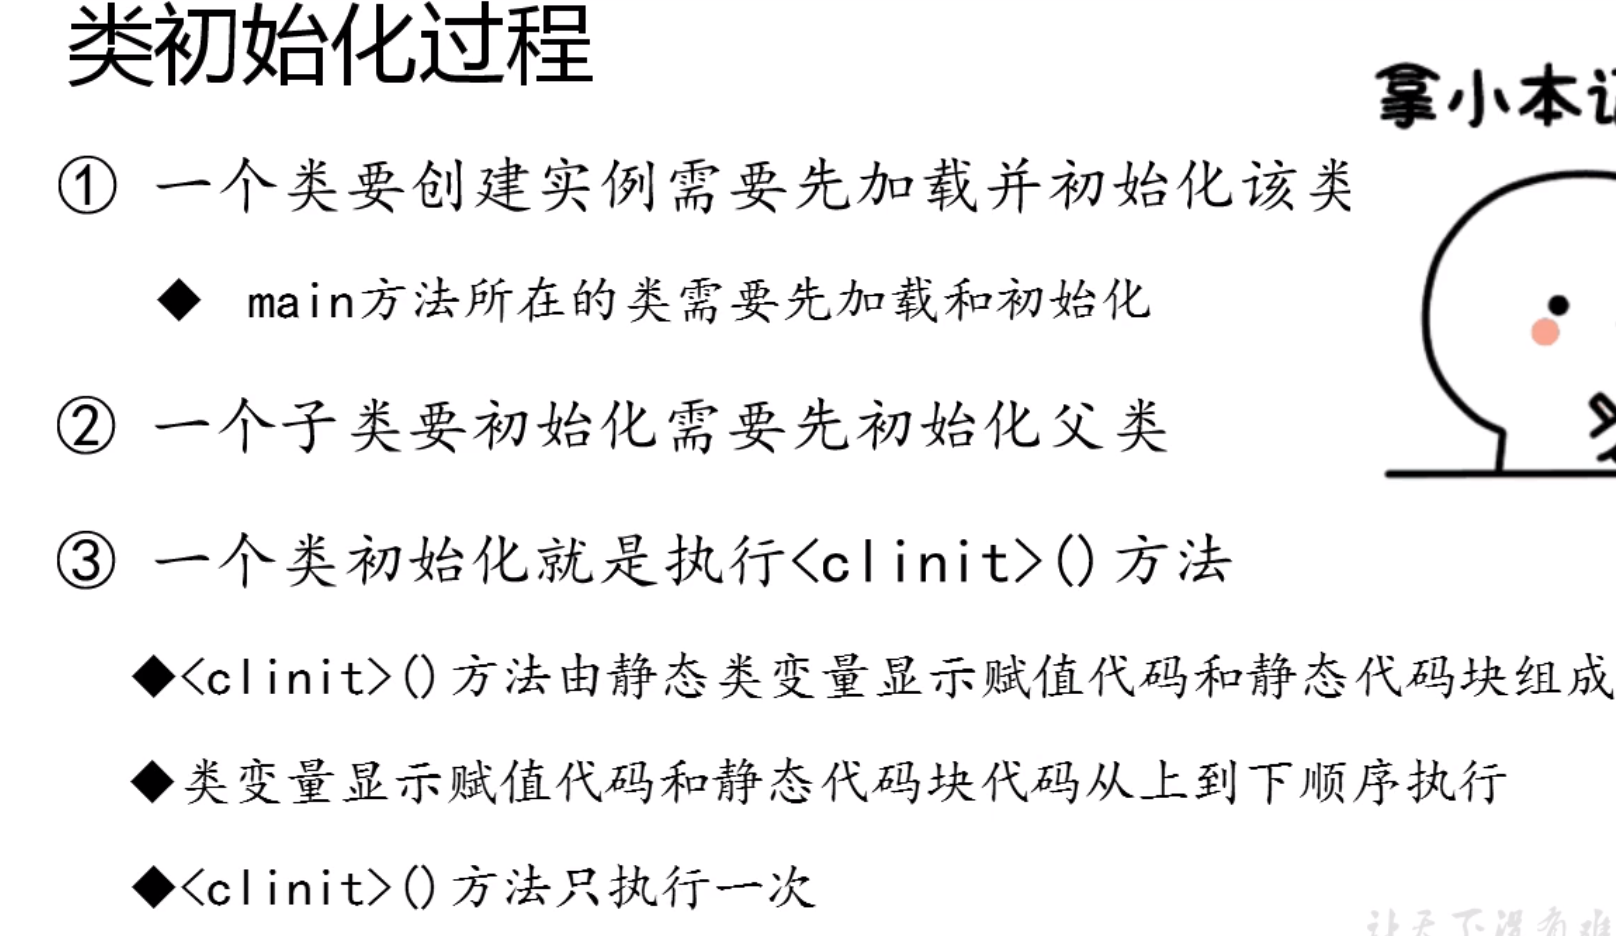 类初始化过程
拿小本
① 一个类要创建实例需要先加载并初始化该类
◆ main方法所在的类需要先加载和初始化
② 一个子类要初始化需要先初始化父类
③ 一个类初始化就是执行<clinit>()方法
◆<clinit>()方法由静态类变量显示赋值代码和静态代码块组成
◆类变量显示赋值代码和静态代码块代码从上到下顺序执行
◆<clinit>()方法只执行一次
让天下没有难